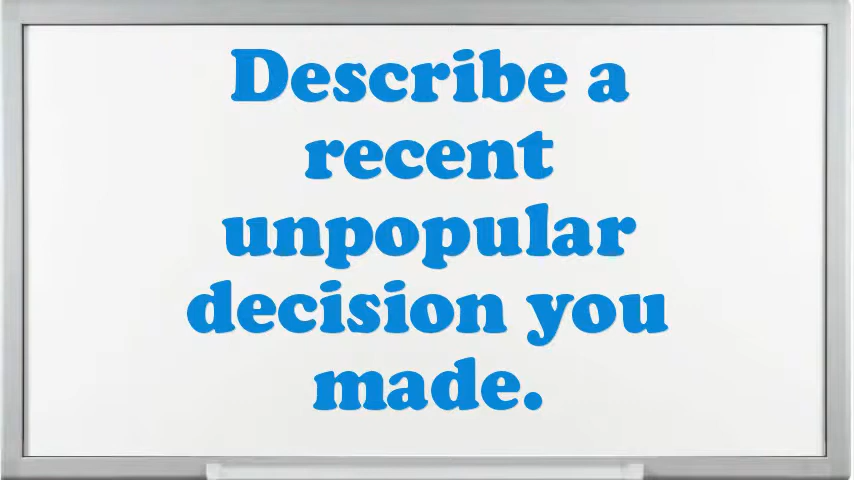 Describe a
recent
unpopular
decision you
made.